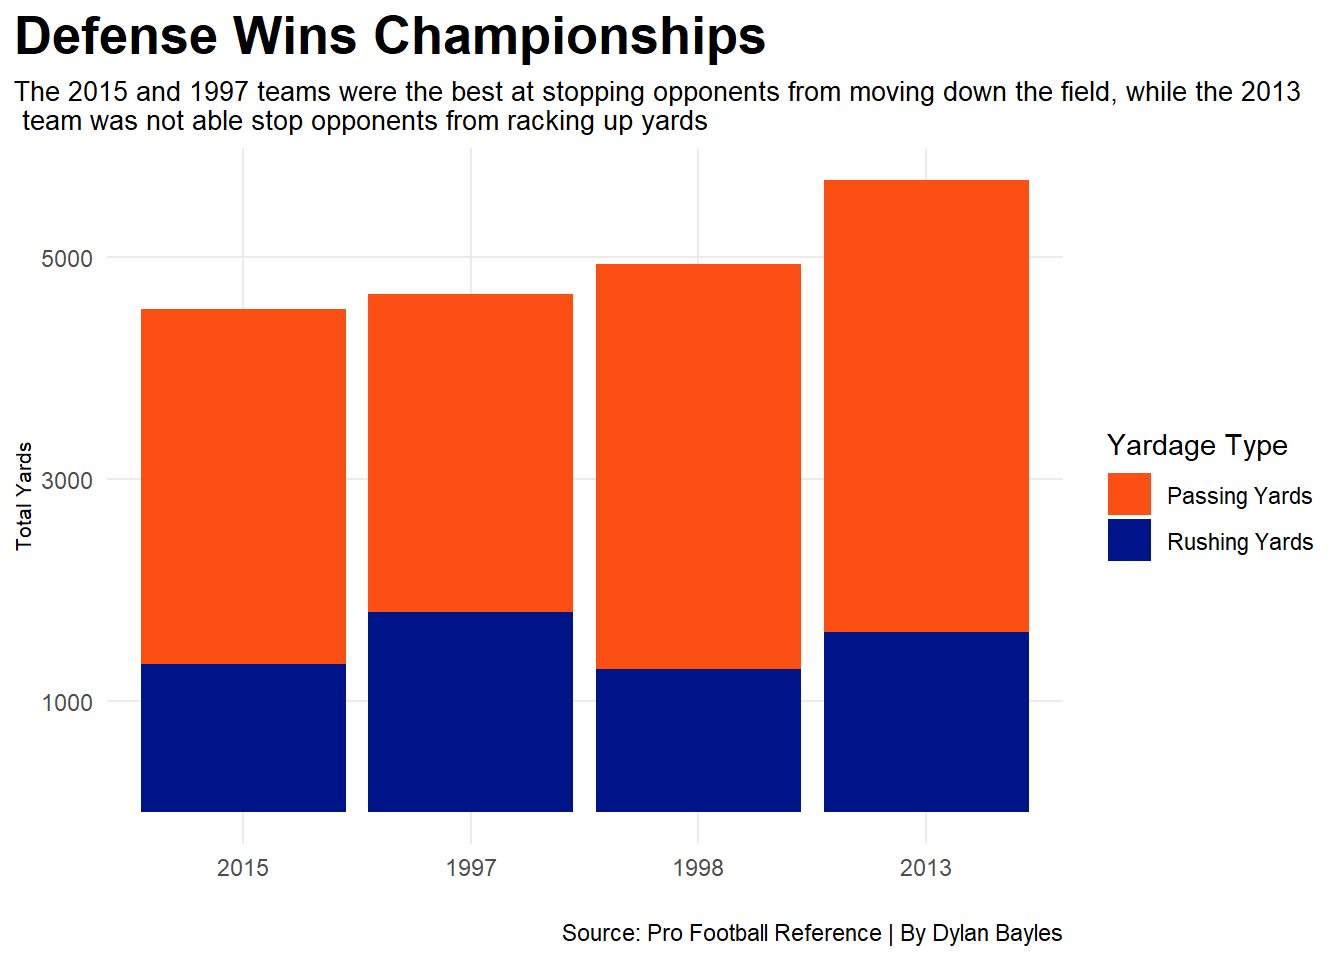 Defense Wins Championships
The 2015 and 1997 teams were the best at stopping opponents from moving down the field, while the 2013
team was not able stop opponents from racking up yards
5000
3000
1000
Total Yards
2015 1997 1998 2013
Yardage Type
Passing Yards
Rushing Yards
Source: Pro Football Reference | By Dylan Bayles